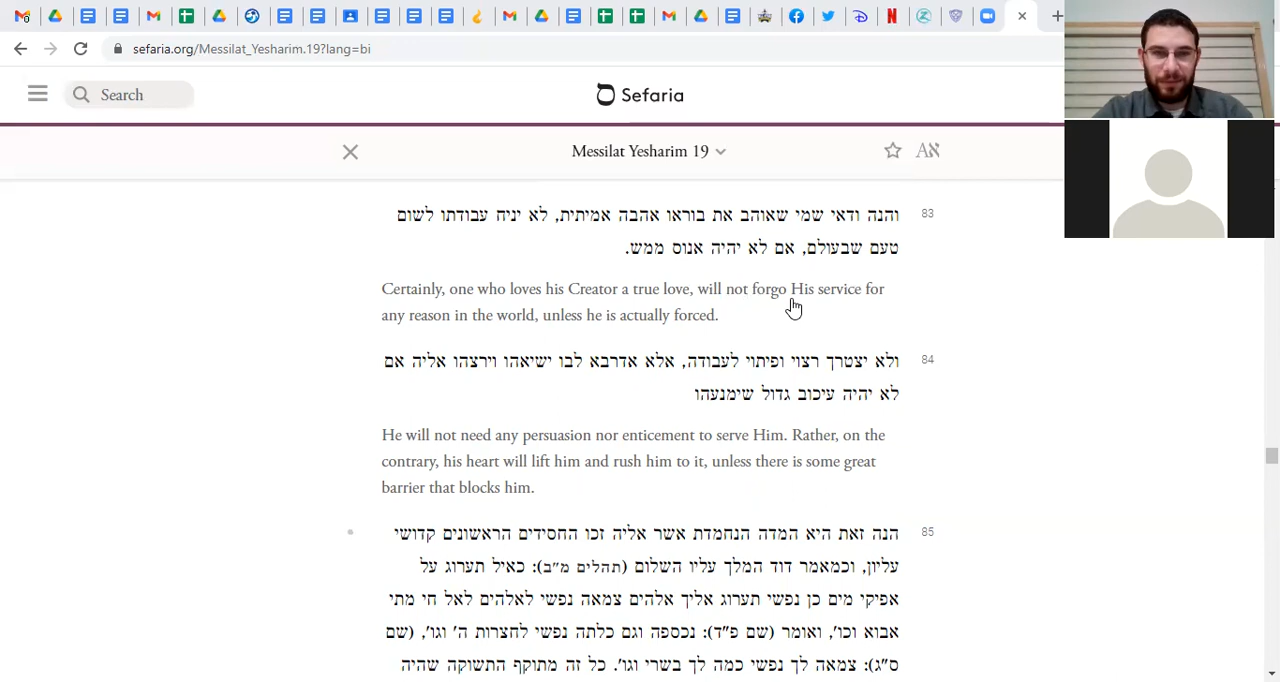 sefaria.org/Messilat_Yesharim.19?lang=bi
Search
Sefaria
Messilat Yesharim 19
Aא
83
והנה ודאי שמי שאוהב את בוראו אהבה אמיתית, לא יניח עבודתו לשום
טעם שבעולם, אם לא יהיה אנוס ממש.
Certainly, one who loves his Creator a true love, will not forgo His service for
any reason in the world, unless he is actually forced.
84
ולא יצטרך רצוי ופיתוי לעבודה, אלא אדרבא לבו ישיאהו וירצהו אליה אם
לא יהיה עיכוב גדול שימנעהו
He will not need any persuasion nor enticement to serve Him. Rather, on the
contrary, his heart will lift him and rush him to it, unless there is some great
barrier that blocks him.
85
הנה זאת היא המדה הנחמדת אשר אליה זכו החסידים הראשונים קדושי
עליון, וכמאמר דוד המלך עליו השלום (תהלים מ"ב): כאיל תערוג על
אפיקי מים כן נפשי תערוג אליך אלהים צמאה נפשי לאלהים לאל חי מתי
אבוא וכו', ואומר (שם פ"ד): נכספה וגם כלתה נפשי לחצרות ה' וגו', (שם
ס"ג): צמאה לך נפשי כמה לך בשרי וגו'. כל זה מתוקף התשוקה שהיה